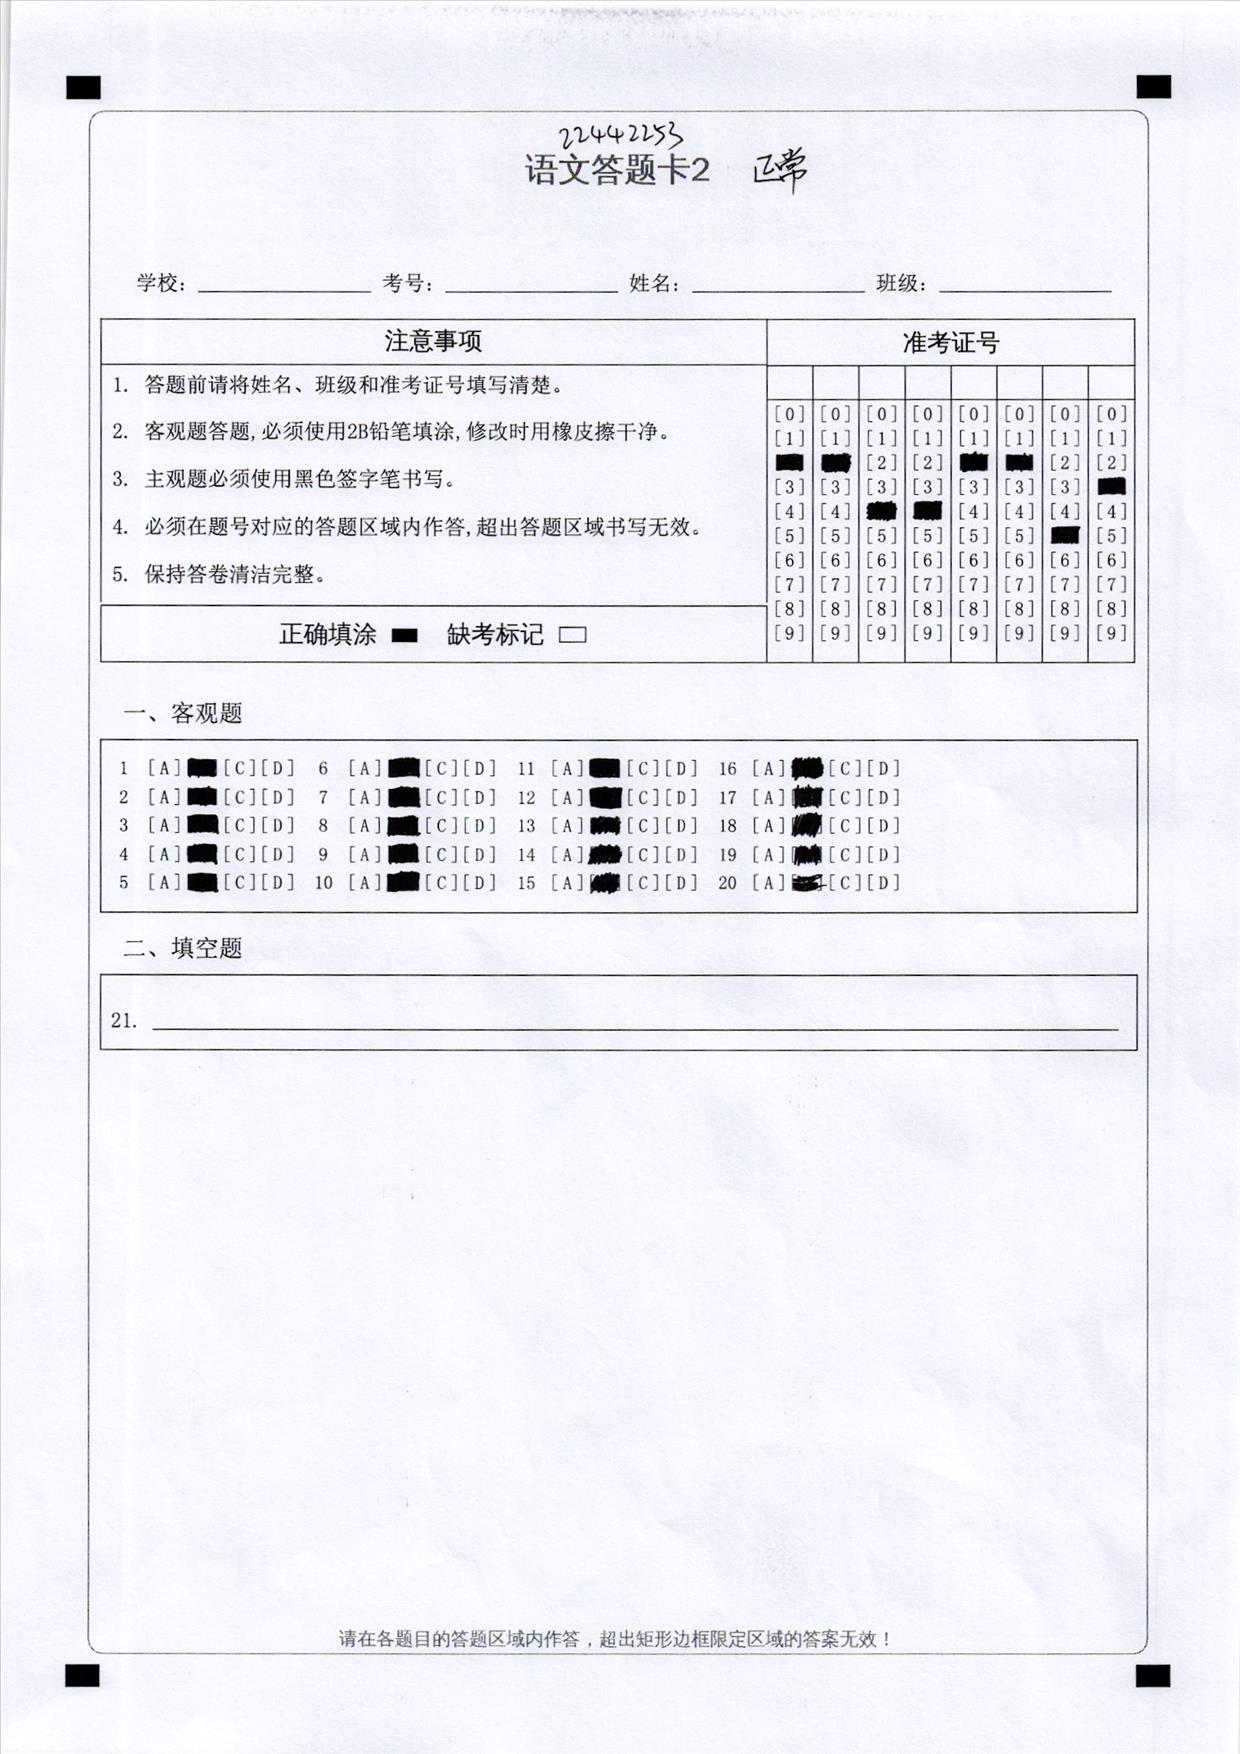 22442253
语文答题卡2 正常
学校: 考号: 姓名: 班级:
注意事项 准考证号
1. 答题前请将姓名、班级和准考证号填写清楚。
2. 客观题答题,必须使用2B铅笔填涂,修改时用橡皮擦干净。
3. 主观题必须使用黑色签字笔书写。
4. 必须在题号对应的答题区域内作答,超出答题区域书写无效。
5. 保持答卷清洁完整。
正确填涂 缺考标记
[0] [0] [0] [0] [0] [0] [0] [0]
[1] [1] [1] [1] [1] [1] [1] [1]
[2] [2] [2] [2]
[3] [3] [3] [3] [3] [3] [3]
[4] [4] [4] [4] [4] [4]
[5] [5] [5] [5] [5] [5] [5]
[6] [6] [6] [6] [6] [6] [6] [6]
[7] [7] [7] [7] [7] [7] [7] [7]
[8] [8] [8] [8] [8] [8] [8] [8]
[9] [9] [9] [9] [9] [9] [9] [9]
一、客观题
1 [A] [C][D] 6 [A] [C][D] 11 [A] [C][D] 16 [A] [C][D]
2 [A] [C][D] 7 [A] [C][D] 12 [A] [C][D] 17 [A] [C][D]
3 [A] [C][D] 8 [A] [C][D] 13 [A] [C][D] 18 [A] [C][D]
4 [A] [C][D] 9 [A] [C][D] 14 [A] [C][D] 19 [A] [C][D]
5 [A] [C][D] 10 [A] [C][D] 15 [A] [C][D] 20 [A] [C][D]
二、填空题
21.
请在各题目的答题区域内作答，超出矩形边框限定区域的答案无效！